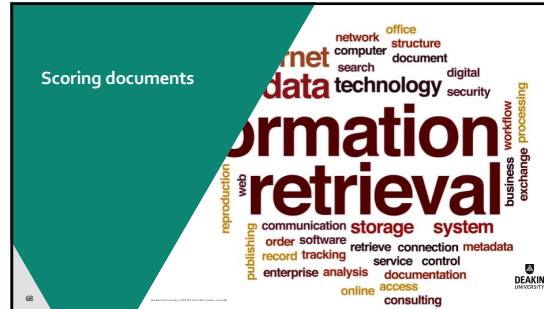 Scoring documents
office
network
structure
rnet
computer
document
search
digital
data
technology
security
ormation
workflow
processing
retrieval
business
exchange
reproduction
web
communication
storage
system
publishing
order
software
retrieve
connection
metadata
record
tracking
service
control
enterprise
analysis
documentation
online
access
consulting
DEAKIN
UNIVERSITY
68